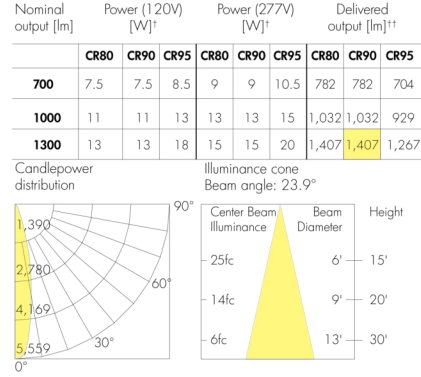 Nominal output [lm] Power (120V) [W]† Power (277V) [W]† Delivered output [lm]††
CR80 CR90 CR95 CR80 CR90 CR95 CR80 CR90 CR95
700 7.5 7.5 8.5 9 9 10.5 782 782 704
1000 11 11 13 13 13 15 1,032 1,032 929
1300 13 13 18 15 15 20 1,407 1,407 1,267
Candlepower
distribution
90°
1,390
2,780
60°
4,169
30°
5,559
0°
Illuminance cone
Beam angle: 23.9°
Center Beam Illuminance Beam Diameter Height
25fc 6' 15'
14fc 9' 20'
6fc 13' 30'